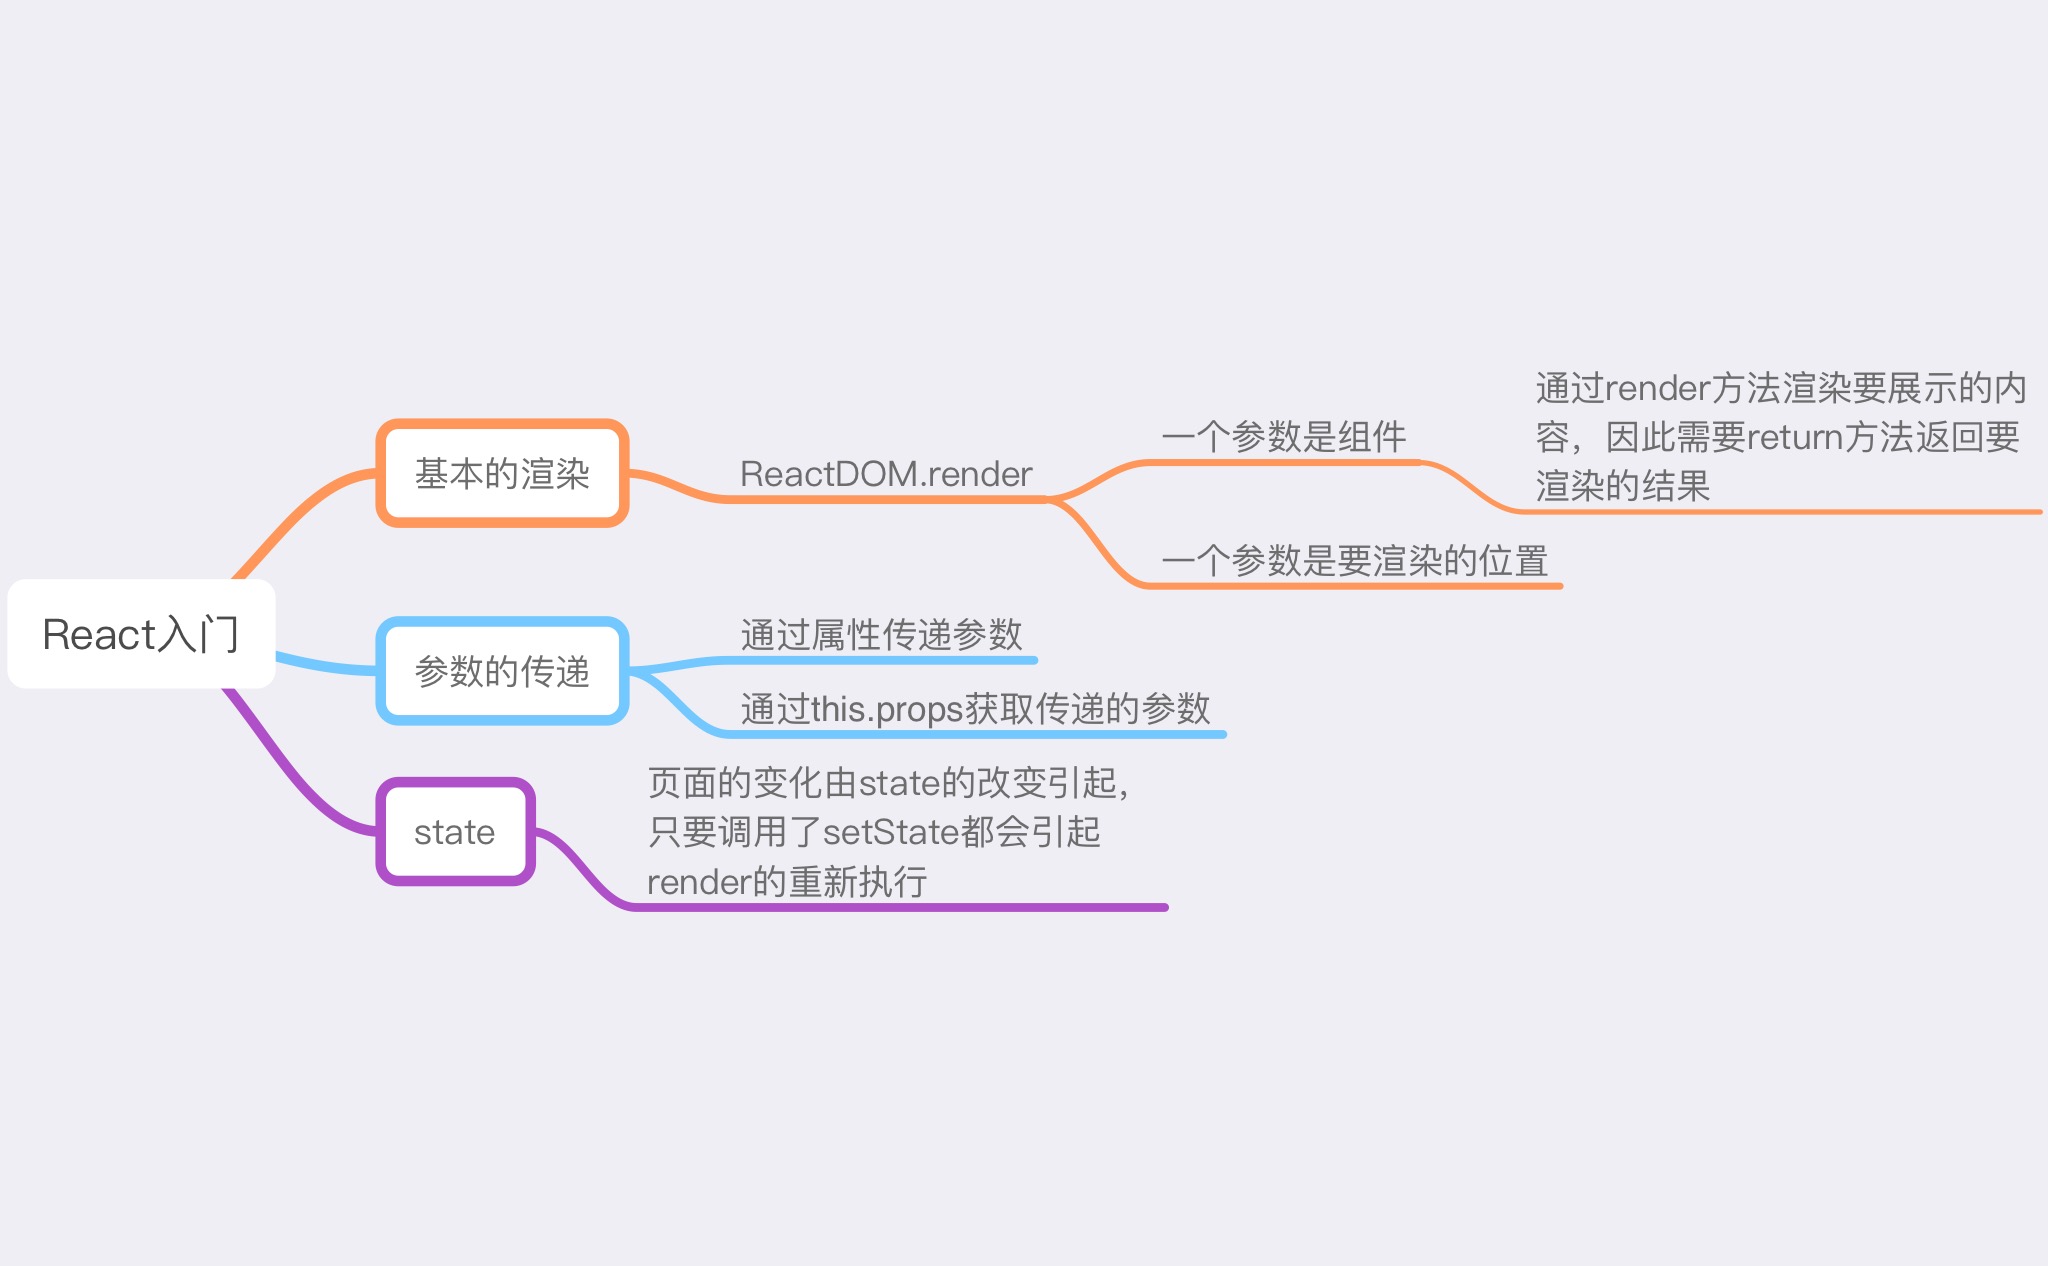 React入门
基本的渲染
ReactDOM.render
一个参数是组件
通过render方法渲染要展示的内
容，因此需要return方法返回要
渲染的结果
一个参数是要渲染的位置
参数的传递
通过属性传递参数
通过this.props获取传递的参数
state
页面的变化由state的改变引起，
只要调用了setState都会引起
render的重新执行